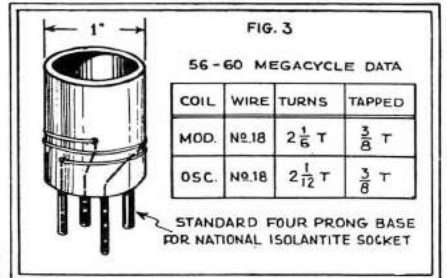 1"
FIG. 3
56-60 MEGACYCLE DATA
COIL WIRE TURNS TAPPED
MOD. Nº.18 2 1/6 T 3/8 T
OSC. Nº.18 2 1/12 T 3/8 T
STANDARD FOUR PRONG BASE
FOR NATIONAL ISOLANTITE SOCKET